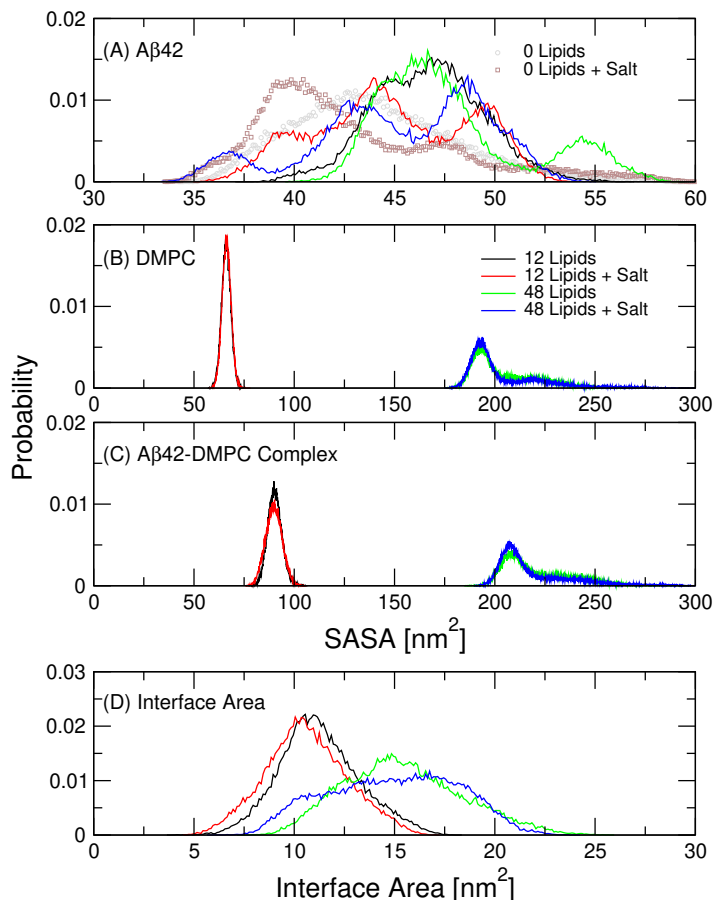 (A) Aβ42
0 Lipids
0 Lipids + Salt
0.02
0.015
0.01
0.005
0
30 35 40 45 50 55 60
(B) DMPC
12 Lipids
12 Lipids + Salt
48 Lipids
48 Lipids + Salt
0.02
0.01
0
0 50 100 150 200 250 300
Probability
(C) Aβ42-DMPC Complex
0.02
0.01
0
0 50 100 150 200 250 300
SASA [nm²]
(D) Interface Area
0.03
0.02
0.01
0
0 5 10 15 20 25 30
Interface Area [nm²]